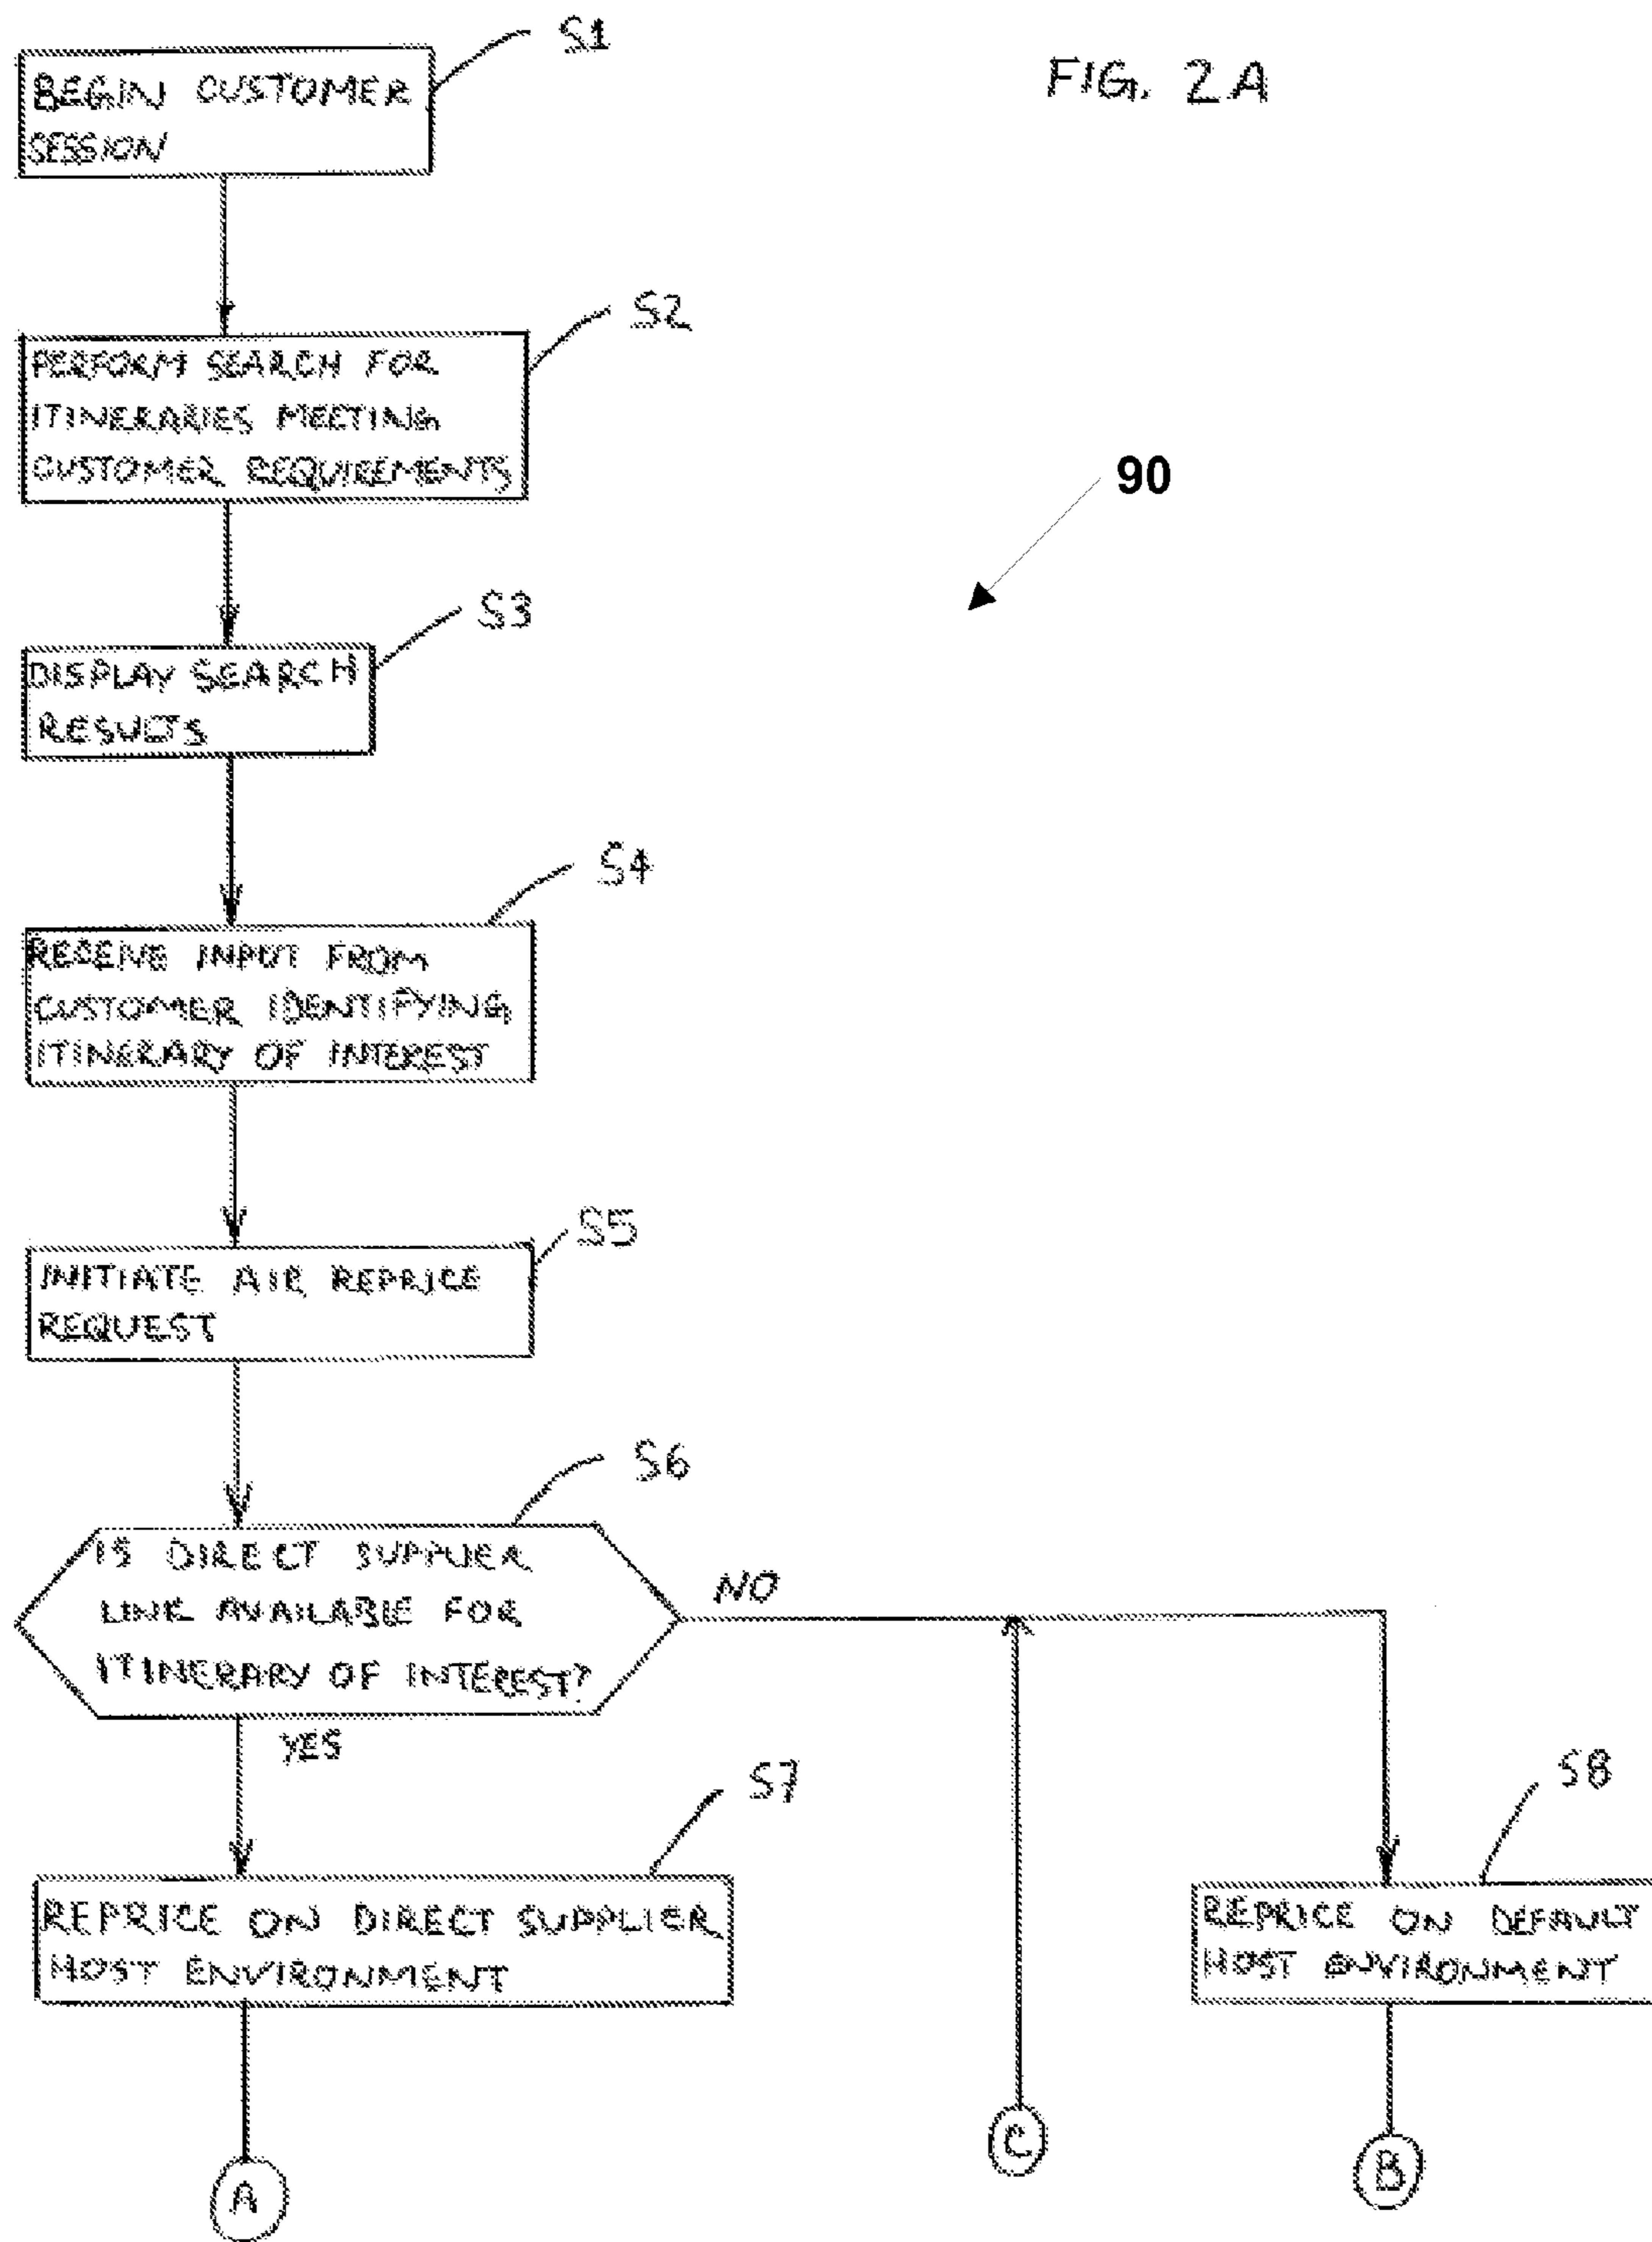 FIG. 2A
S1
BEGIN CUSTOMER
SESSION
S2
PERFORM SEARCH FOR
ITINERARIES MEETING
CUSTOMER REQUIREMENTS
90
S3
DISPLAY SEARCH
RESULTS
S4
RECEIVE INPUT FROM
CUSTOMER IDENTIFYING
ITINERARY OF INTEREST
S5
INITIATE AIR REPRICE
REQUEST
S6
IS DIRECT SUPPLIER
LINK AVAILABLE FOR
ITINERARY OF INTEREST?
NO
YES
S7
REPRICE ON DIRECT SUPPLIER
HOST ENVIRONMENT
S8
REPRICE ON DEFAULT
HOST ENVIRONMENT
A
C
B